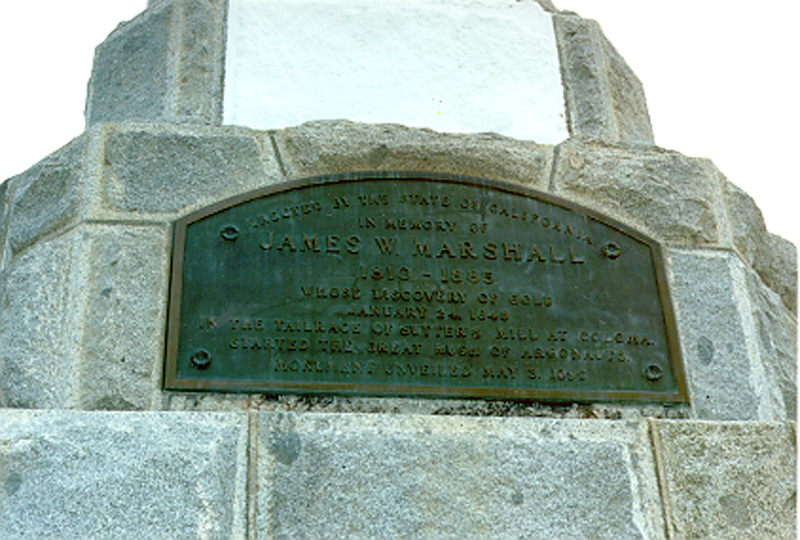 ERECTED BY THE STATE OF CALIFORNIA
IN MEMORY OF
JAMES W. MARSHALL
1810 - 1885
WHOSE DISCOVERY OF GOLD
JANUARY 24, 1848
IN THE TAILRACE OF SUTTER'S MILL AT COLOMA
STARTED THE GREAT RUSH OF ARGONAUTS.
MONUMENT UNVEILED MAY 3,